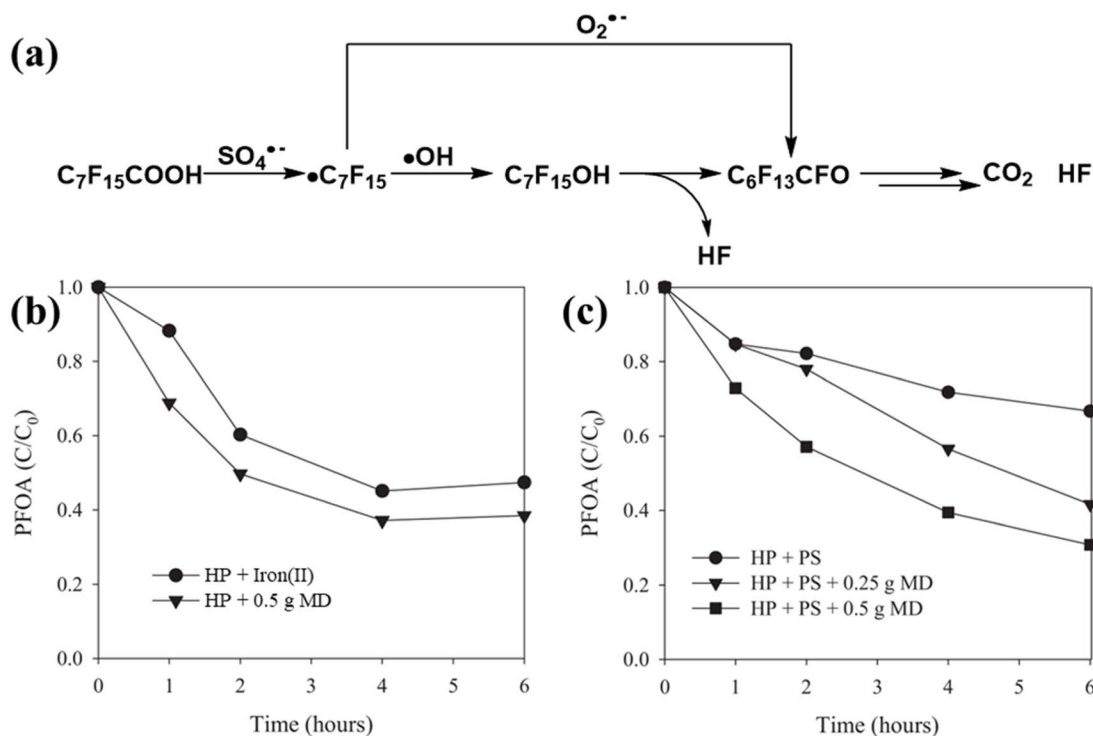 (a)
O₂•⁻
C₇F₁₅COOH SO₄•⁻ •C₇F₁₅ •OH C₇F₁₅OH C₆F₁₃CFO CO₂ HF
HF
(b)
PFOA (C/C₀)
1.0
0.8
0.6
0.4
0.2
0.0
HP + Iron(II)
HP + 0.5 g MD
0 1 2 3 4 5 6
Time (hours)
(c)
PFOA (C/C₀)
1.0
0.8
0.6
0.4
0.2
0.0
HP + PS
HP + PS + 0.25 g MD
HP + PS + 0.5 g MD
0 1 2 3 4 5 6
Time (hours)